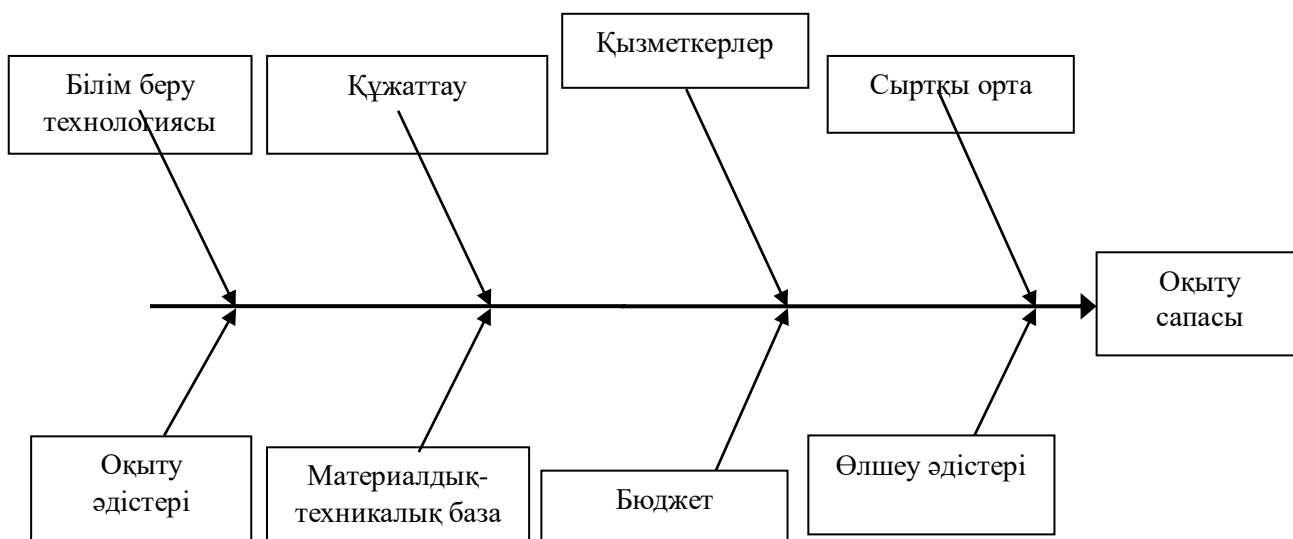 Білім беру
технологиясы
Құжаттау
Қызметкерлер
Сыртқы орта
Оқыту
сапасы
Оқыту
әдістері
Материалдық-
техникалық база
Бюджет
Өлшеу әдістері